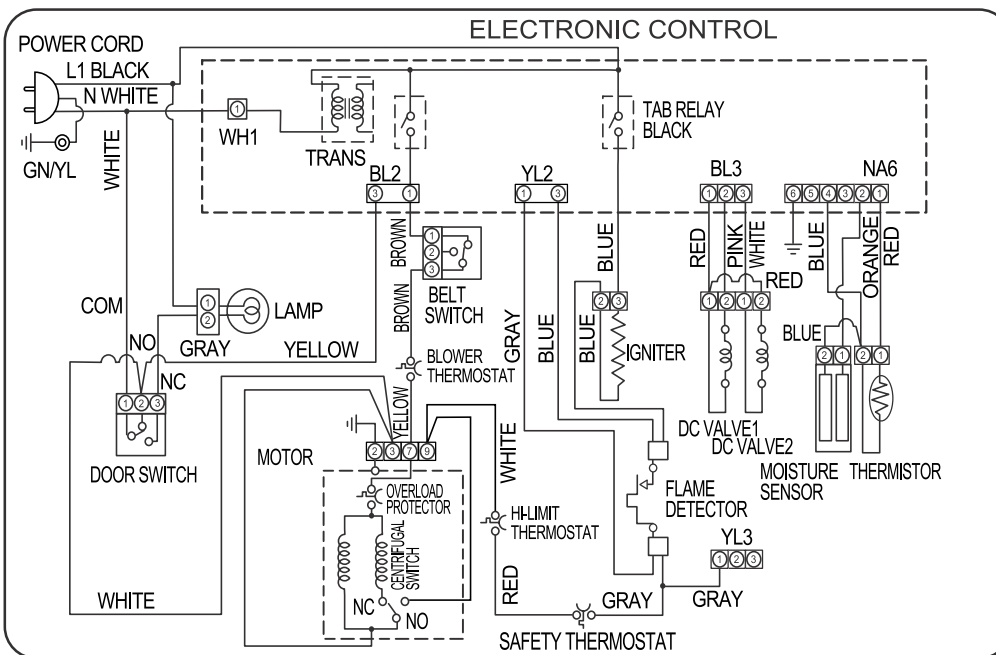 ELECTRONIC CONTROL
POWER CORD
L1 BLACK
N WHITE
GN/YL
WHITE
1
WH1
TRANS
TAB RELAY
BLACK
BL2
3 1
YL2
1 3
BL3
1 2 3
NA6
6 5 4 3 2 1
BROWN
1
2
3
BELT
SWITCH
BROWN
GRAY
BLUE
BLUE
BLUE
2 3
IGNITER
RED
PINK
WHITE
RED
1 2 1 2
DC VALVE1
DC VALVE2
BLUE
ORANGE
RED
BLUE
2 1 2 1
MOISTURE
SENSOR
THERMISTOR
COM
NO
NC
1
2
GRAY
LAMP
YELLOW
1 2 3
DOOR SWITCH
BLOWER
THERMOSTAT
YELLOW
MOTOR
2 3 7 9
OVERLOAD
PROTECTOR
CENTRIFUGAL
SWITCH
NC
NO
WHITE
WHITE
HI-LIMIT
THERMOSTAT
RED
FLAME
DETECTOR
YL3
1 2 3
GRAY
GRAY
SAFETY THERMOSTAT